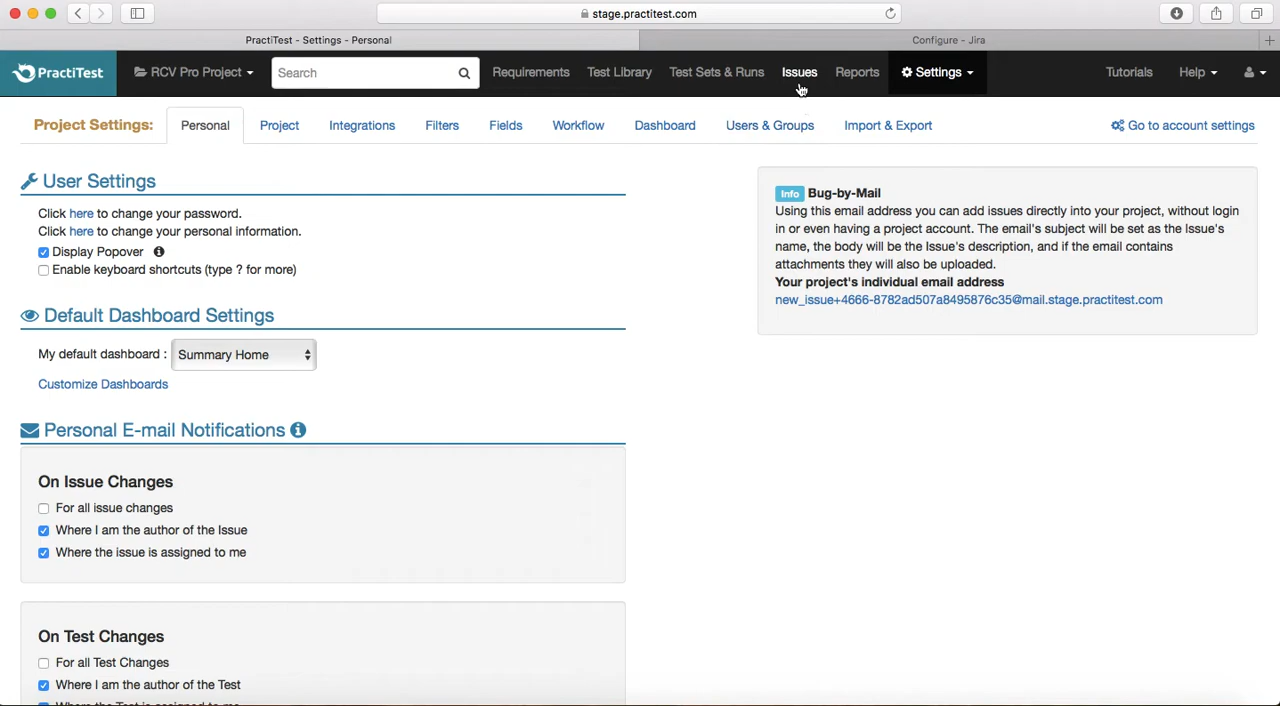 stage.practitest.com
PractiTest - Settings - Personal
Configure - Jira
PractiTest
RCV Pro Project
Search
Requirements
Test Library
Test Sets & Runs
Issues
Reports
Settings
Tutorials
Help
Project Settings:
Personal
Project
Integrations
Filters
Fields
Workflow
Dashboard
Users & Groups
Import & Export
Go to account settings
User Settings
Click here to change your password.
Click here to change your personal information.
Display Popover
Enable keyboard shortcuts (type ? for more)
Default Dashboard Settings
My default dashboard : Summary Home
Customize Dashboards
Personal E-mail Notifications
On Issue Changes
For all issue changes
Where I am the author of the Issue
Where the issue is assigned to me
On Test Changes
For all Test Changes
Where I am the author of the Test
Where the Test is assigned to me
Info Bug-by-Mail
Using this email address you can add issues directly into your project, without login
in or even having a project account. The email's subject will be set as the Issue's
name, the body will be the Issue's description, and if the email contains
attachments they will also be uploaded.
Your project's individual email address
new_issue+4666-8782ad507a8495876c35@mail.stage.practitest.com